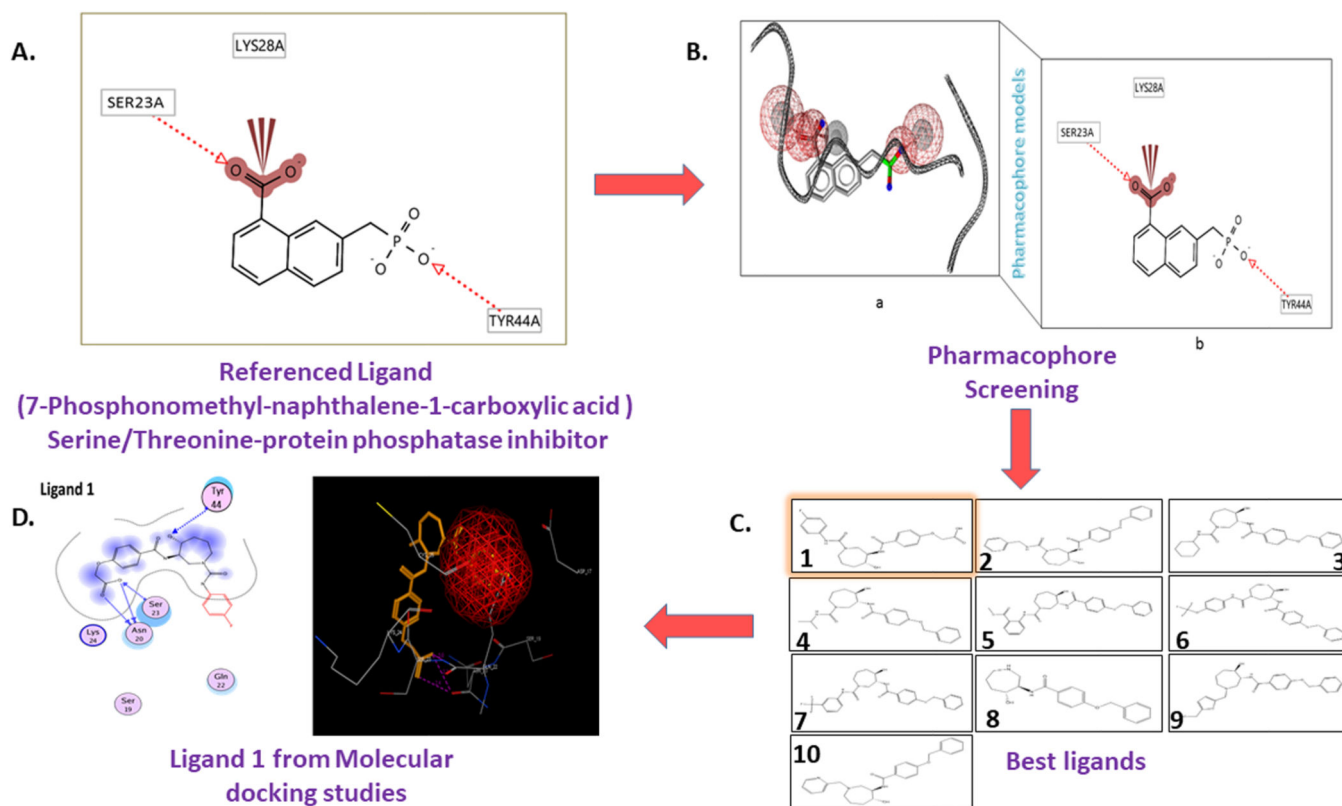 A.
LYS28A
SER23A
O
O
-
O
P
-
O
O
-
TYR44A
Referenced Ligand
(7-Phosphonomethyl-naphthalene-1-carboxylic acid )
Serine/Threonine-protein phosphatase inhibitor
B.
a
Pharmacophore models
LYS28A
SER23A
O
O
-
O
P
-
O
O
-
TYR44A
b
Pharmacophore
Screening
C.
1
2
3
4
5
6
7
8
9
10
Best ligands
D.
Ligand 1
Tyr
44
Ser
23
Lys
24
Asn
20
Gln
22
Ser
19
Ligand 1 from Molecular
docking studies